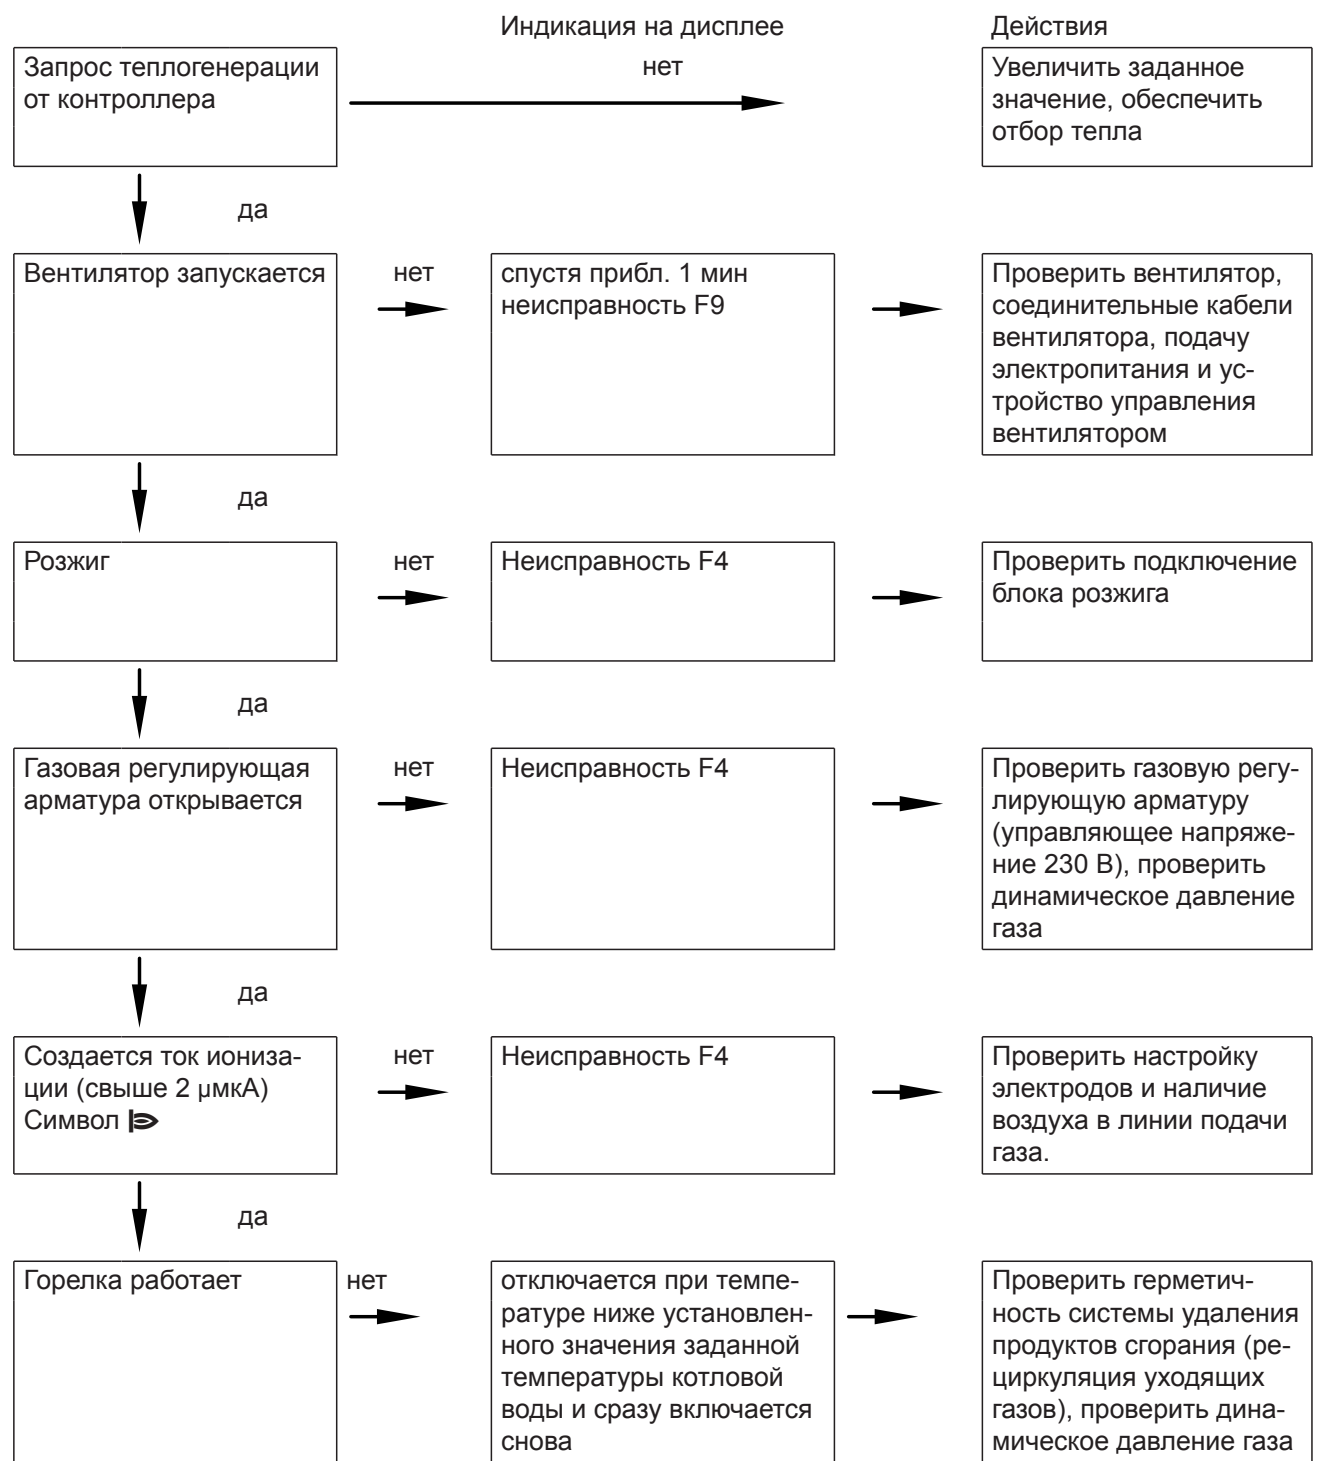 Индикация на дисплее
Действия
Запрос теплогенерации
от контроллера
нет
Увеличить заданное
значение, обеспечить
отбор тепла
да
Вентилятор запускается
нет
спустя прибл. 1 мин
неисправность F9
Проверить вентилятор,
соединительные кабели
вентилятора, подачу
электропитания и ус-
тройство управления
вентилятором
да
Розжиг
нет
Неисправность F4
Проверить подключение
блока розжига
да
Газовая регулирующая
арматура открывается
нет
Неисправность F4
Проверить газовую регу-
лирующую арматуру
(управляющее напряже-
ние 230 В), проверить
динамическое давление
газа
да
Создается ток иониза-
ции (свыше 2 μмкА)
Символ
нет
Неисправность F4
Проверить настройку
электродов и наличие
воздуха в линии подачи
газа.
да
Горелка работает
нет
отключается при темпе-
ратуре ниже установлен-
ного значения заданной
температуры котловой
воды и сразу включается
снова
Проверить герметич-
ность системы удаления
продуктов сгорания (ре-
циркуляция уходящих
газов), проверить дина-
мическое давление газа